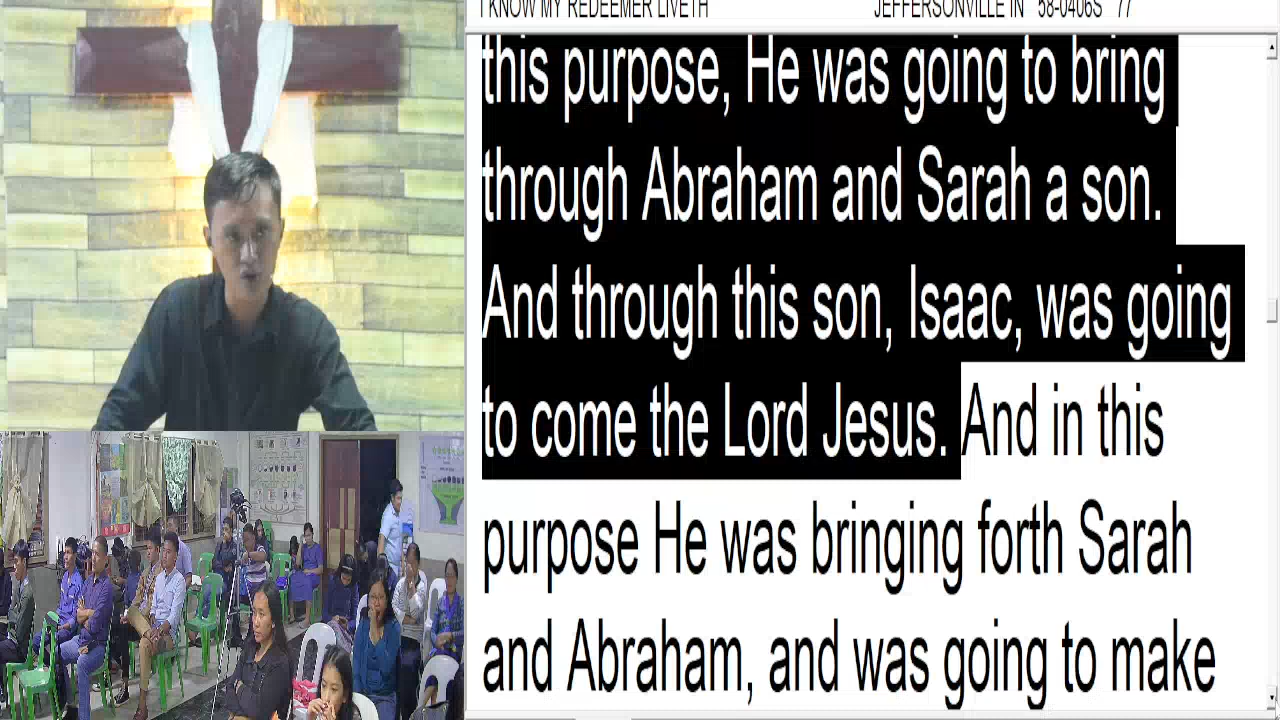 I KNOW MY REDEEMER LIVETH JEFFERSONVILLE IN 58-0406S 77
this purpose, He was going to bring
through Abraham and Sarah a son.
And through this son, Isaac, was going
to come the Lord Jesus. And in this
purpose He was bringing forth Sarah
and Abraham, and was going to make